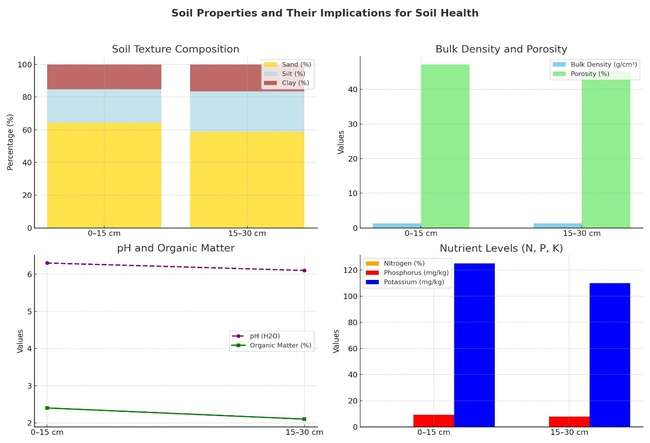 Soil Properties and Their Implications for Soil Health
Soil Texture Composition
Sand (%)
Silt (%)
Clay (%)
Percentage (%)
100
80
60
40
20
0
0–15 cm
15–30 cm
Bulk Density and Porosity
Bulk Density (g/cm³)
Porosity (%)
Values
40
30
20
10
0
0–15 cm
15–30 cm
pH and Organic Matter
pH (H2O)
Organic Matter (%)
Values
6
5
4
3
2
0–15 cm
15–30 cm
Nutrient Levels (N, P, K)
Nitrogen (%)
Phosphorus (mg/kg)
Potassium (mg/kg)
Values
120
100
80
60
40
20
0
0–15 cm
15–30 cm